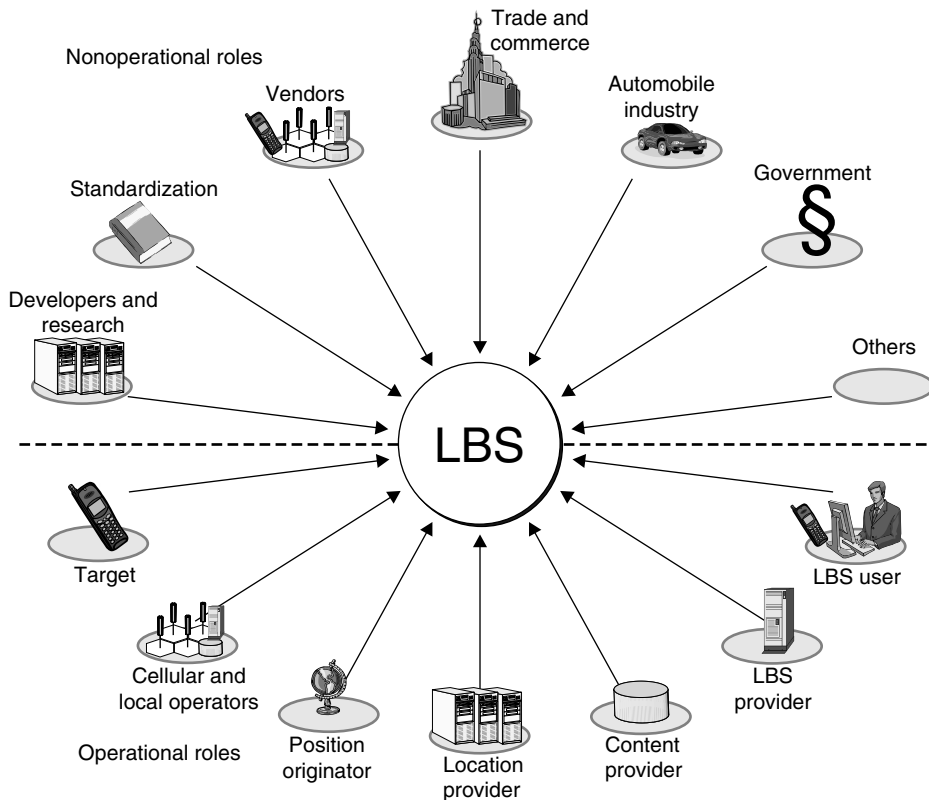 Trade and
commerce
Nonoperational roles
Vendors
Automobile
industry
Standardization
Government
§
Developers and
research
Others
LBS
Target
LBS user
Cellular and
local operators
LBS
provider
Operational roles
Position
originator
Location
provider
Content
provider